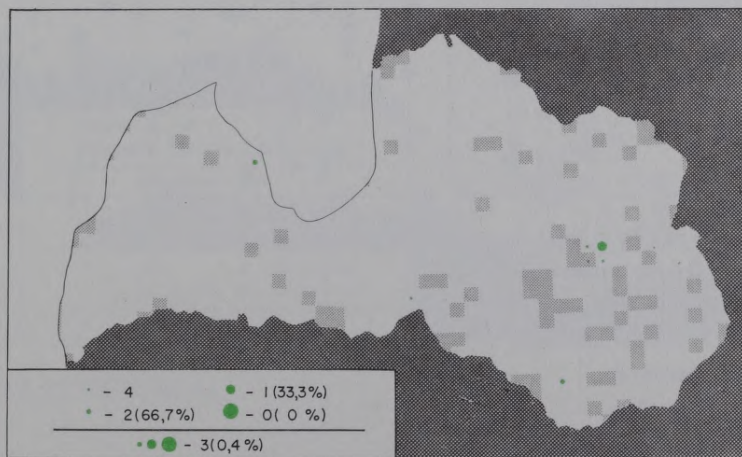 - 4
- 1 (33,3%)
- 2 (66,7%)
- 0 ( 0 %)
- 3 (0,4%)